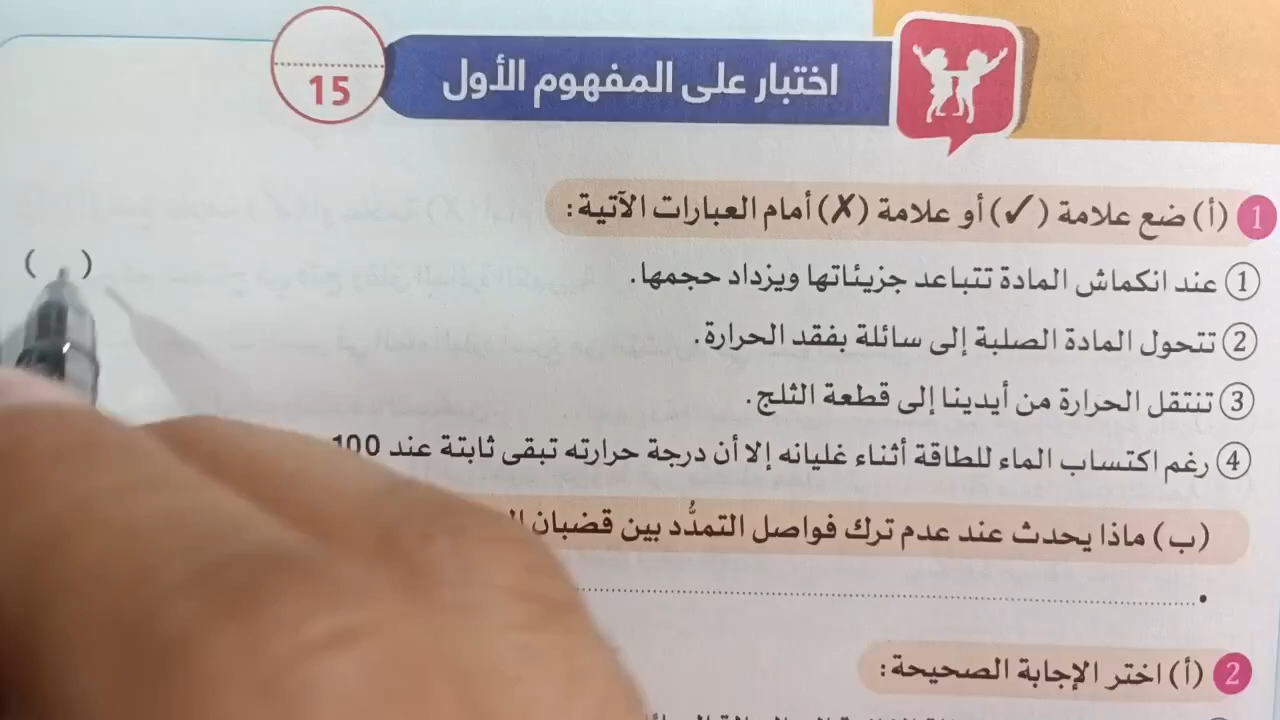 اختبار على المفهوم الأول
15
1 (أ) ضع علامة (✓) أو علامة (✗) أمام العبارات الآتية:
① عند انكماش المادة تتباعد جزيئاتها ويزداد حجمها. ( )
② تتحول المادة الصلبة إلى سائلة بفقد الحرارة.
③ تنتقل الحرارة من أيدينا إلى قطعة الثلج.
④ رغم اكتساب الماء للطاقة أثناء غليانه إلا أن درجة حرارته تبقى ثابتة عند 100
(ب) ماذا يحدث عند عدم ترك فواصل التمدُّد بين قضبان
2 (أ) اختر الإجابة الصحيحة: